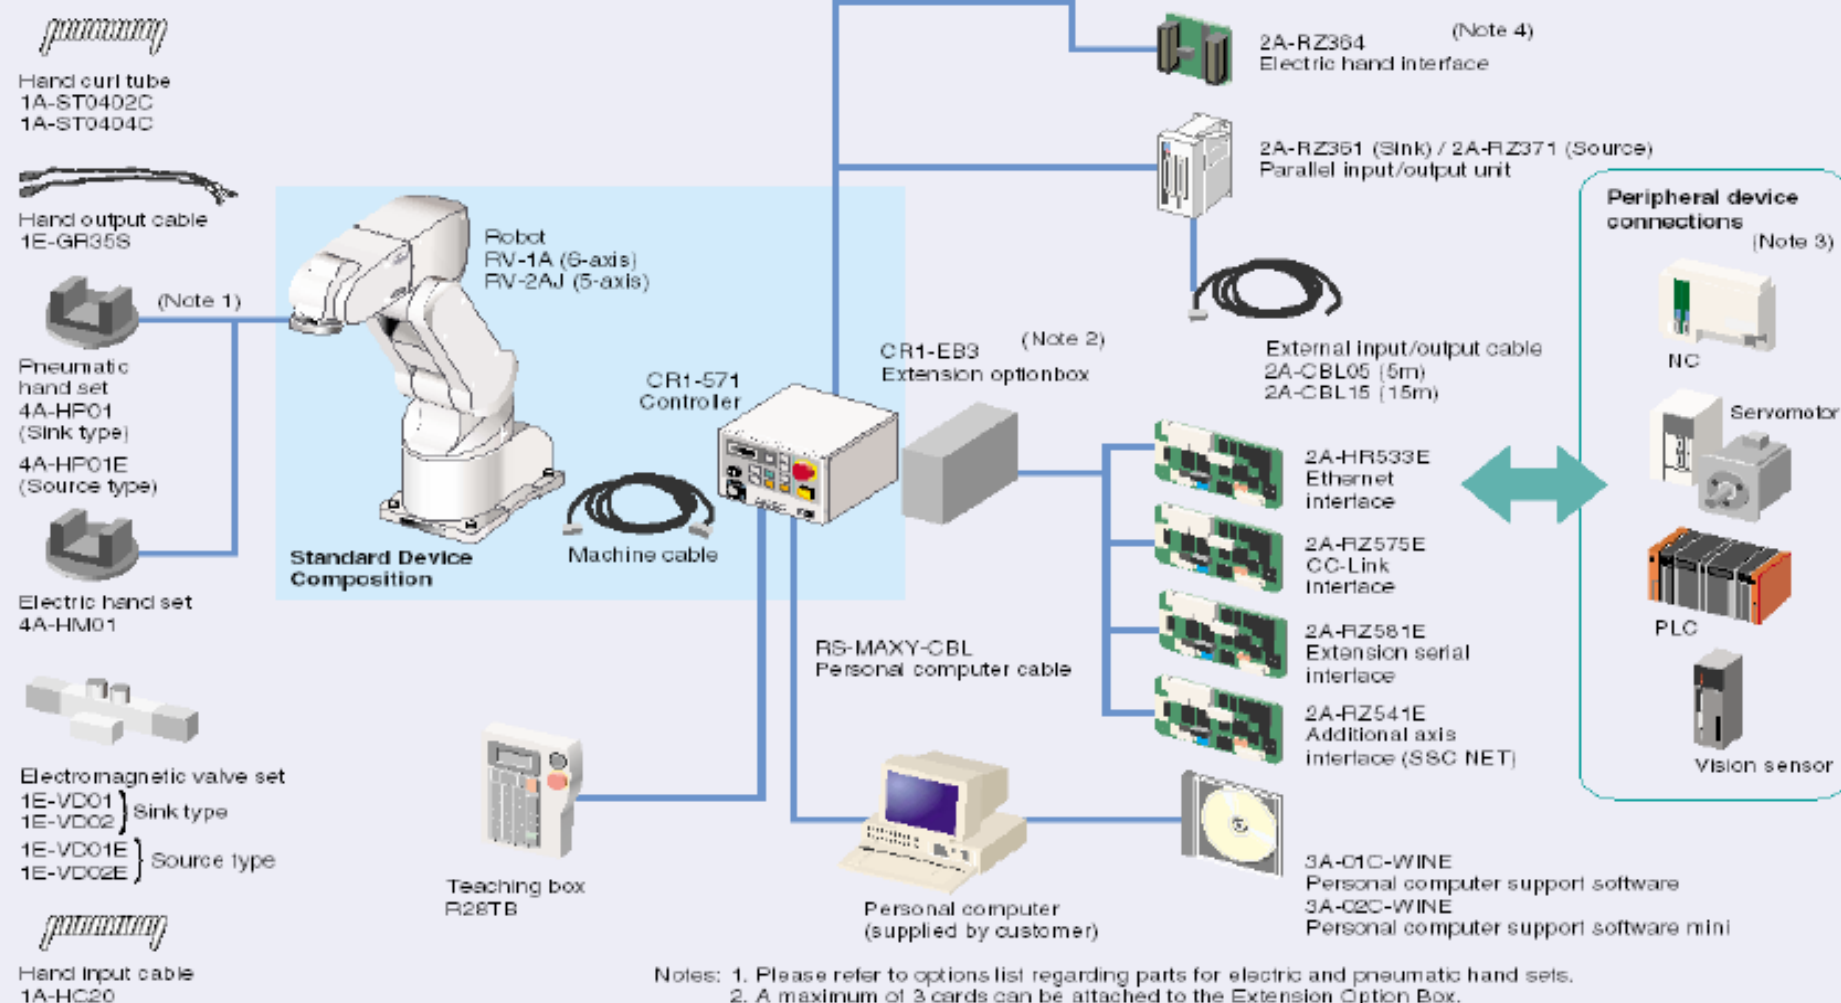 Hand curl tube
1A-ST0402C
1A-ST0404C
Hand output cable
1E-GR35S
(Note 1)
Pneumatic
hand set
4A-HP01
(Sink type)
4A-HP01E
(Source type)
Electric hand set
4A-HM01
Electromagnetic valve set
1E-VD01
1E-VD02
Sink type
1E-VD01E
1E-VD02E
Source type
Hand input cable
1A-HC20
Robot
RV-1A (6-axis)
RV-2AJ (5-axis)
CR1-571
Controller
Machine cable
Standard Device
Composition
CR1-EB3
(Note 2)
Extension optionbox
RS-MAXY-CBL
Personal computer cable
Teaching box
R28TB
Personal computer
(supplied by customer)
2A-RZ364
(Note 4)
Electric hand interface
2A-RZ361 (Sink) / 2A-RZ371 (Source)
Parallel input/output unit
External input/output cable
2A-CBL05 (5m)
2A-CBL15 (15m)
2A-HR533E
Ethernet
interface
2A-RZ575E
CC-Link
interface
2A-RZ581E
Extension serial
interface
2A-RZ541E
Additional axis
interface (SSC NET)
3A-01C-WINE
Personal computer support software
3A-02C-WINE
Personal computer support software mini
Peripheral device
connections
(Note 3)
NC
Servomotor
PLC
Vision sensor
Notes: 1. Please refer to options list regarding parts for electric and pneumatic hand sets.
2. A maximum of 3 cards can be attached to the Extension Option Box.